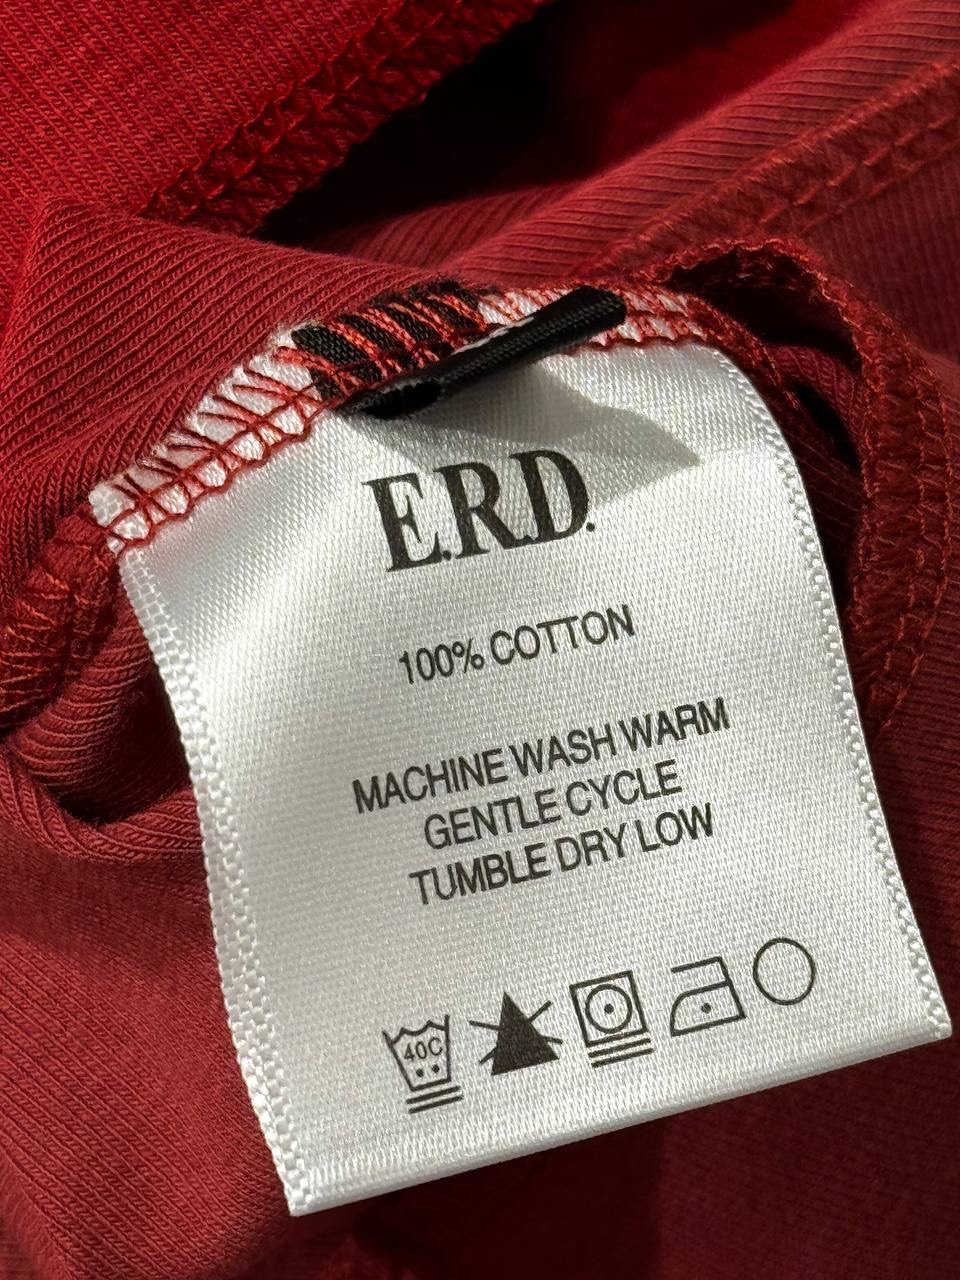 E.R.D.
100% COTTON
MACHINE WASH WARM
GENTLE CYCLE
TUMBLE DRY LOW
40C